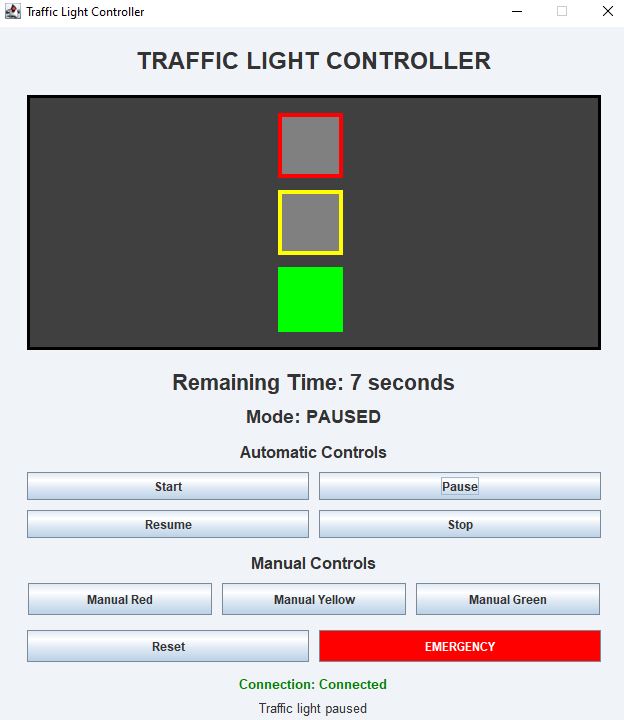 Traffic Light Controller
TRAFFIC LIGHT CONTROLLER
Remaining Time: 7 seconds
Mode: PAUSED
Automatic Controls
Start Pause
Resume Stop
Manual Controls
Manual Red Manual Yellow Manual Green
Reset EMERGENCY
Connection: Connected
Traffic light paused